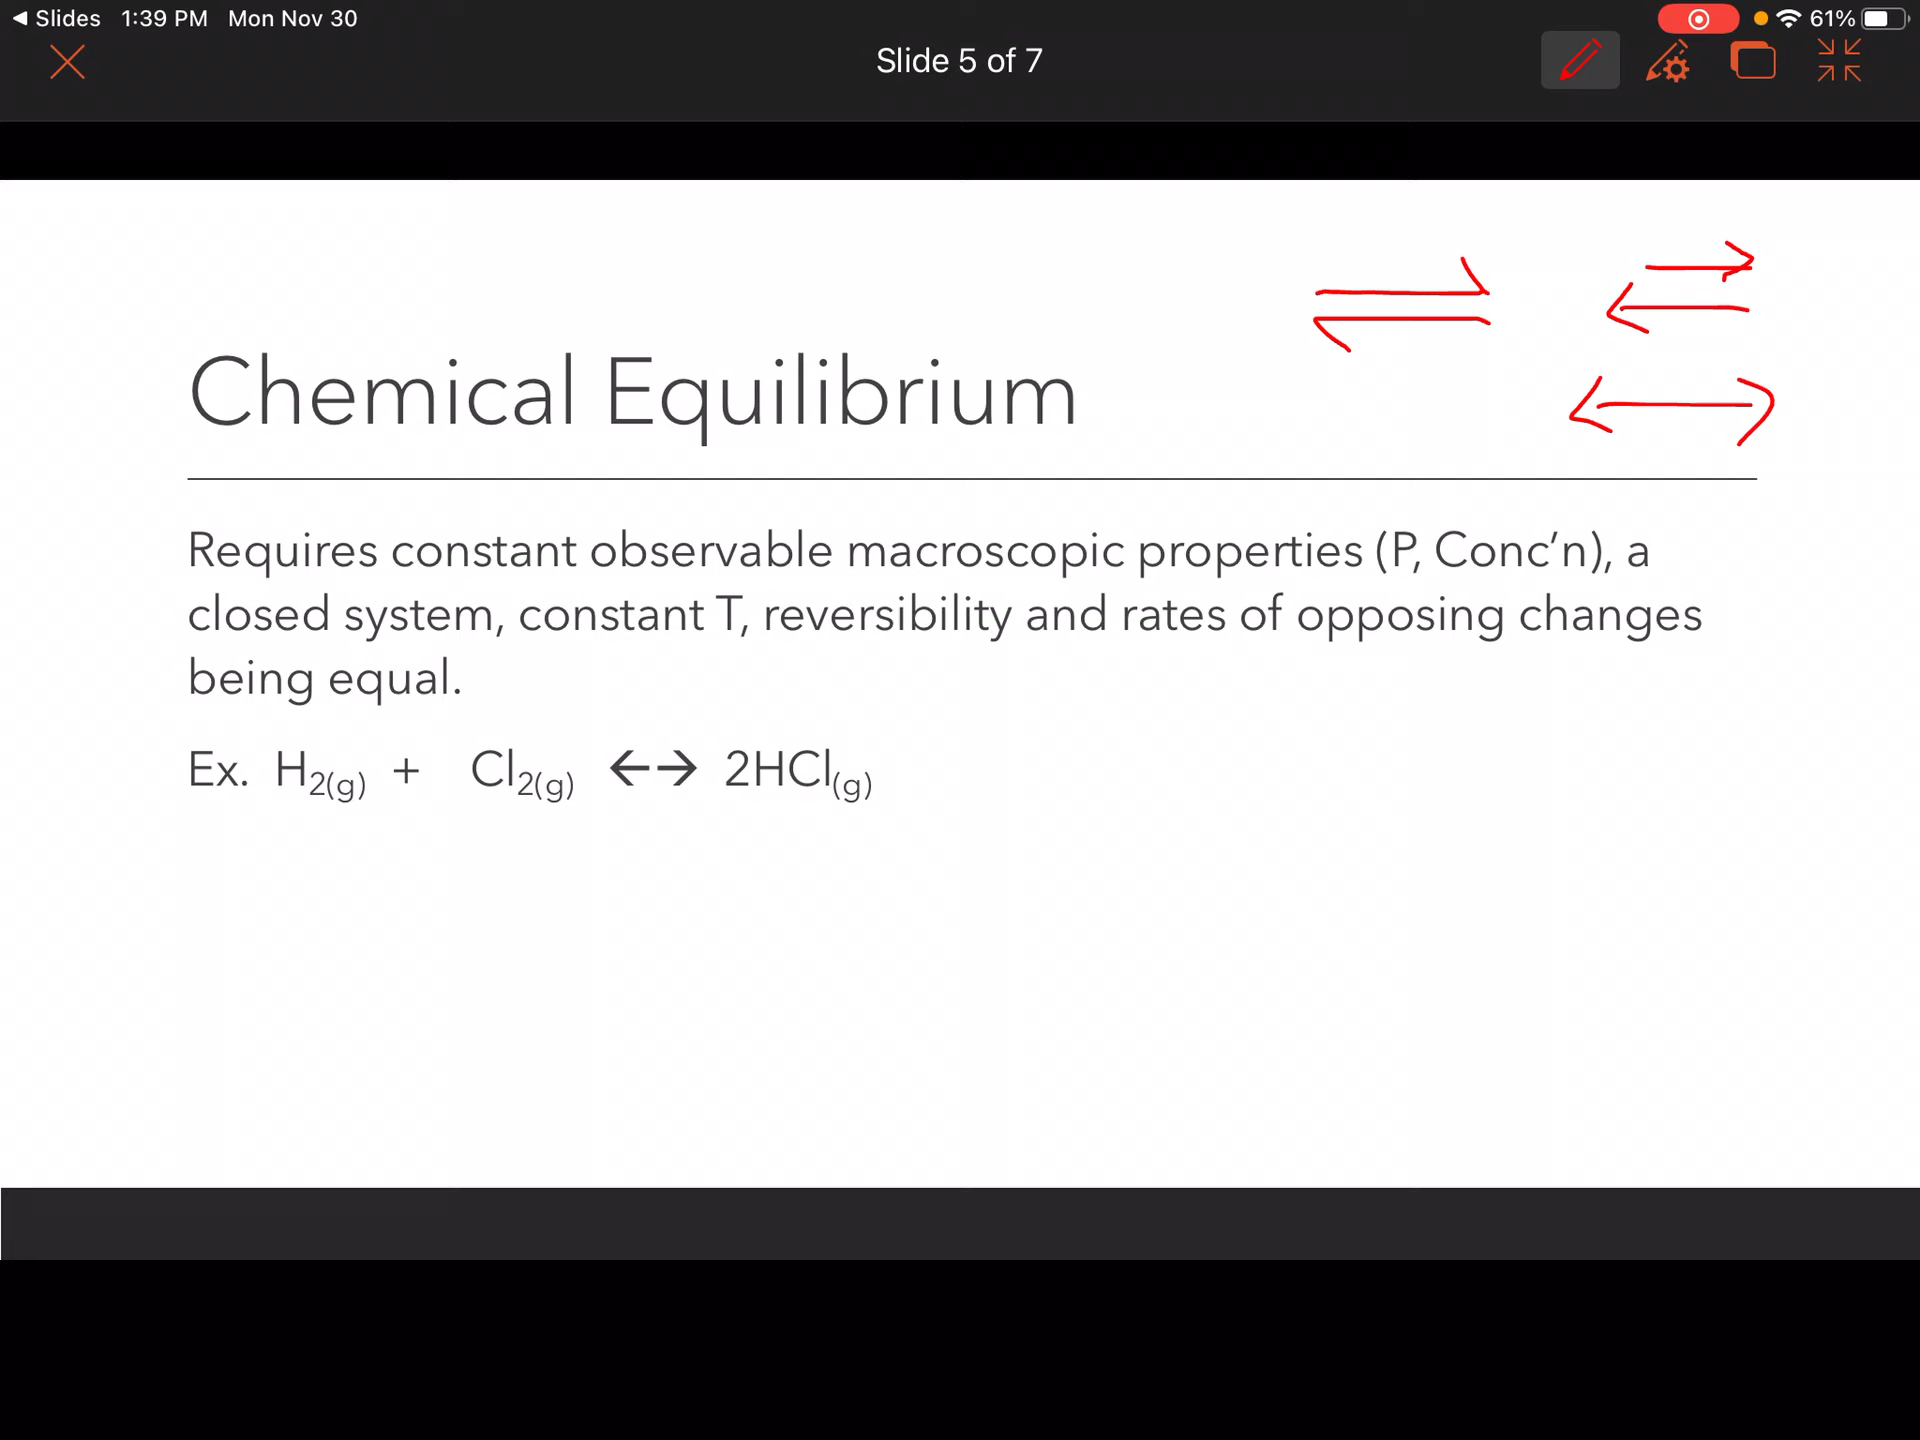 Slides 1:39 PM Mon Nov 30 61%
Slide 5 of 7
Chemical Equilibrium
Requires constant observable macroscopic properties (P, Conc’n), a
closed system, constant T, reversibility and rates of opposing changes
being equal.
Ex. H2(g) + Cl2(g) ←→ 2HCl(g)